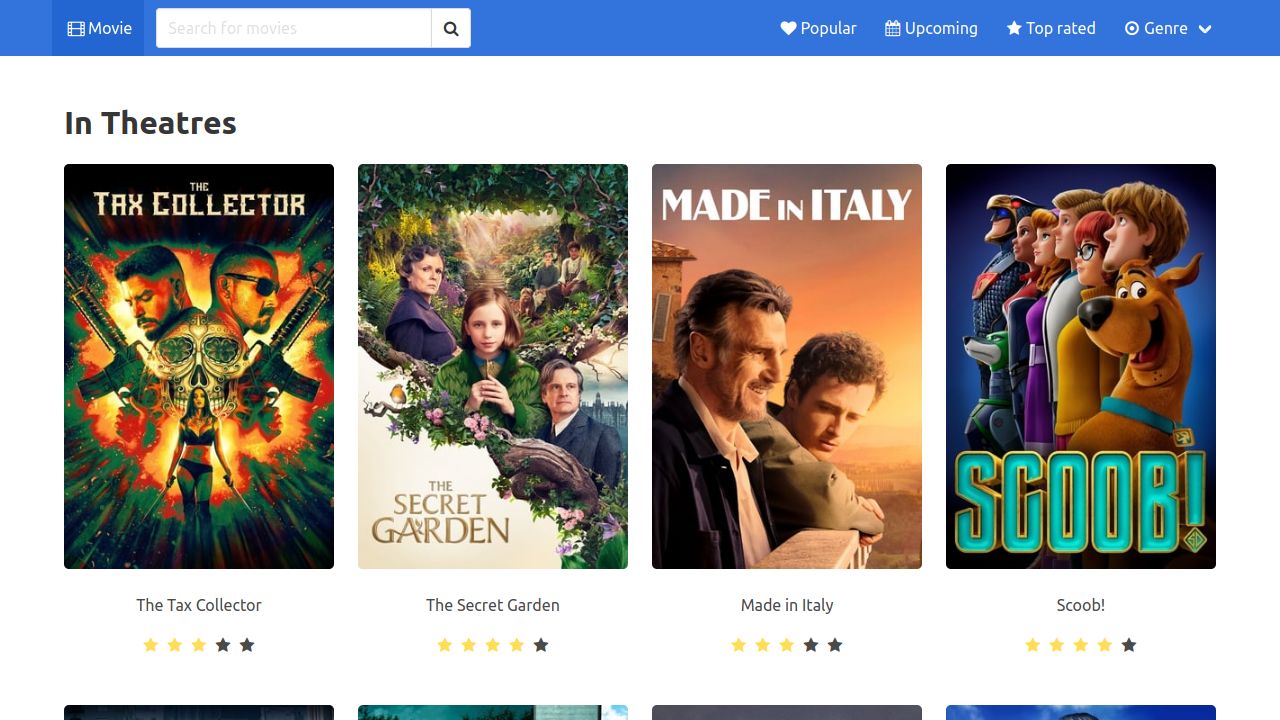 Movie
Search for movies
Popular
Upcoming
Top rated
Genre
In Theatres
THE
TAX COLLECTOR
THE
SECRET
GARDEN
MADE IN ITALY
SCOOB!
SD
The Tax Collector
The Secret Garden
Made in Italy
Scoob!